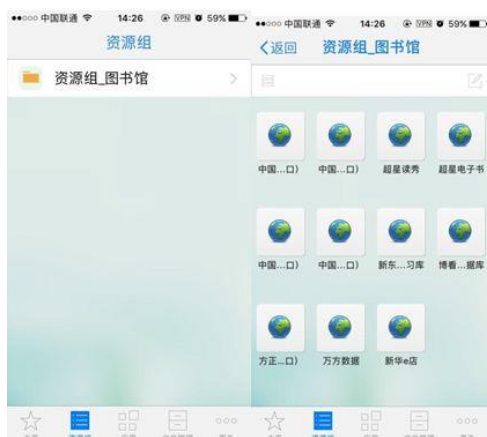 中国联通 14:26 VPN 59%
资源组
资源组_图书馆
中国联通 14:26 VPN 59%
返回 资源组_图书馆
中国...口) 中国...口) 超星读秀 超星电子书
中国...口) 中国...口) 新东...习库 博看...据库
方正...口) 万方数据 新华e店